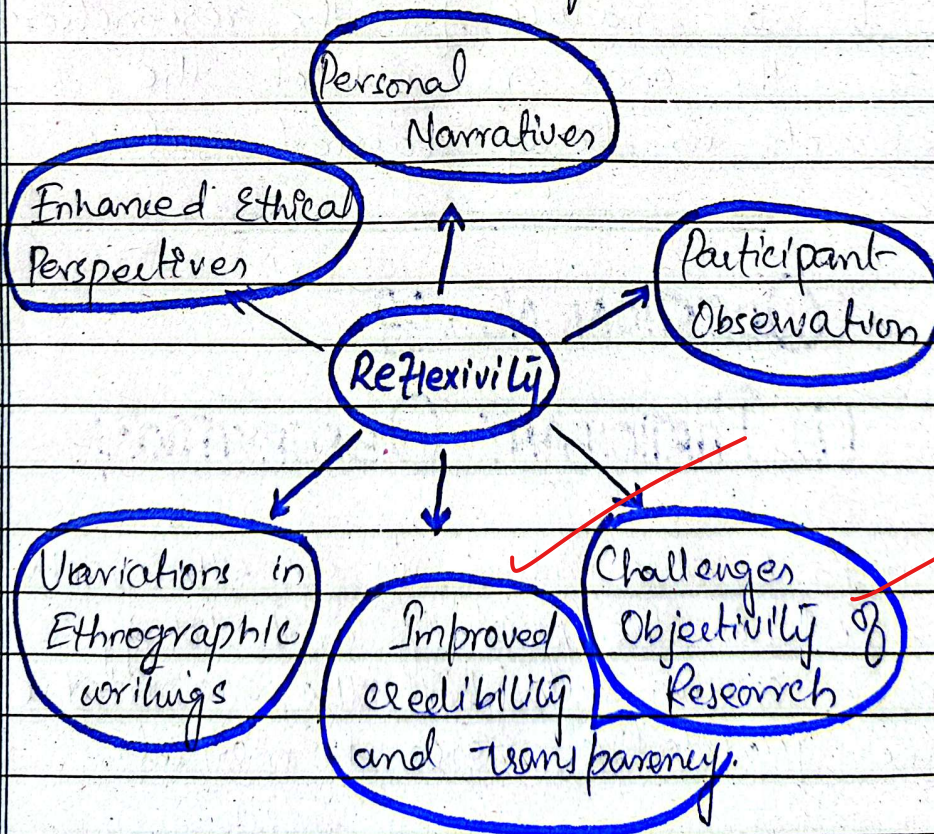 Personal
Narratives
Enhanced Ethical
Perspectives
Participant
Observation
Reflexivity
Variations in
Ethnographic
writings
Improved
credibility
and transparency.
Challenges
Objectivity of
Research